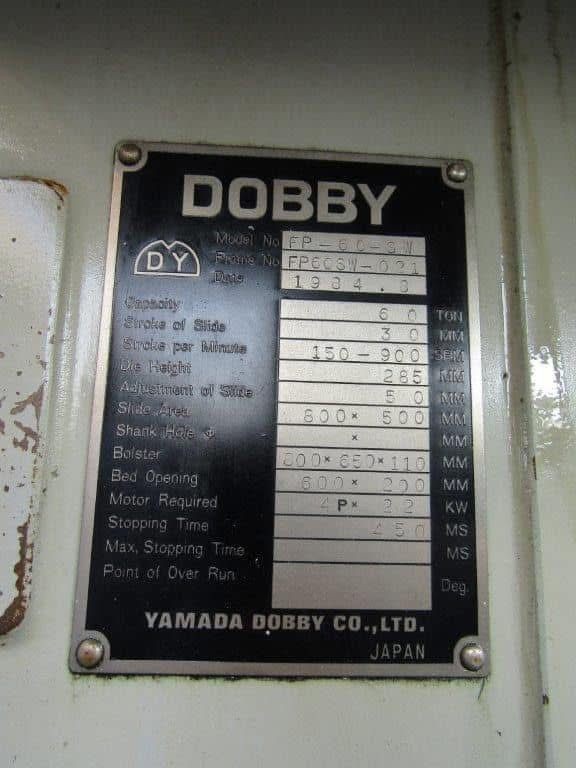 DOBBY
DY
Model No. FP-60-SW
Frame No. FP60SW-021
Date 1984.8
Capacity 60 TON
Stroke of Slide 30 MM
Stroke per Minute 150-900 SPM
Die Height 285 MM
Adjustment of Slide 50 MM
Slide Area 800× 500 MM
Shank Hole Φ × MM
Bolster 800×650×110 MM
Bed Opening 600× 200 MM
Motor Required 4P× 22 KW
Stopping Time 450 MS
Max. Stopping Time MS
Point of Over Run Deg.
YAMADA DOBBY CO.,LTD.
JAPAN